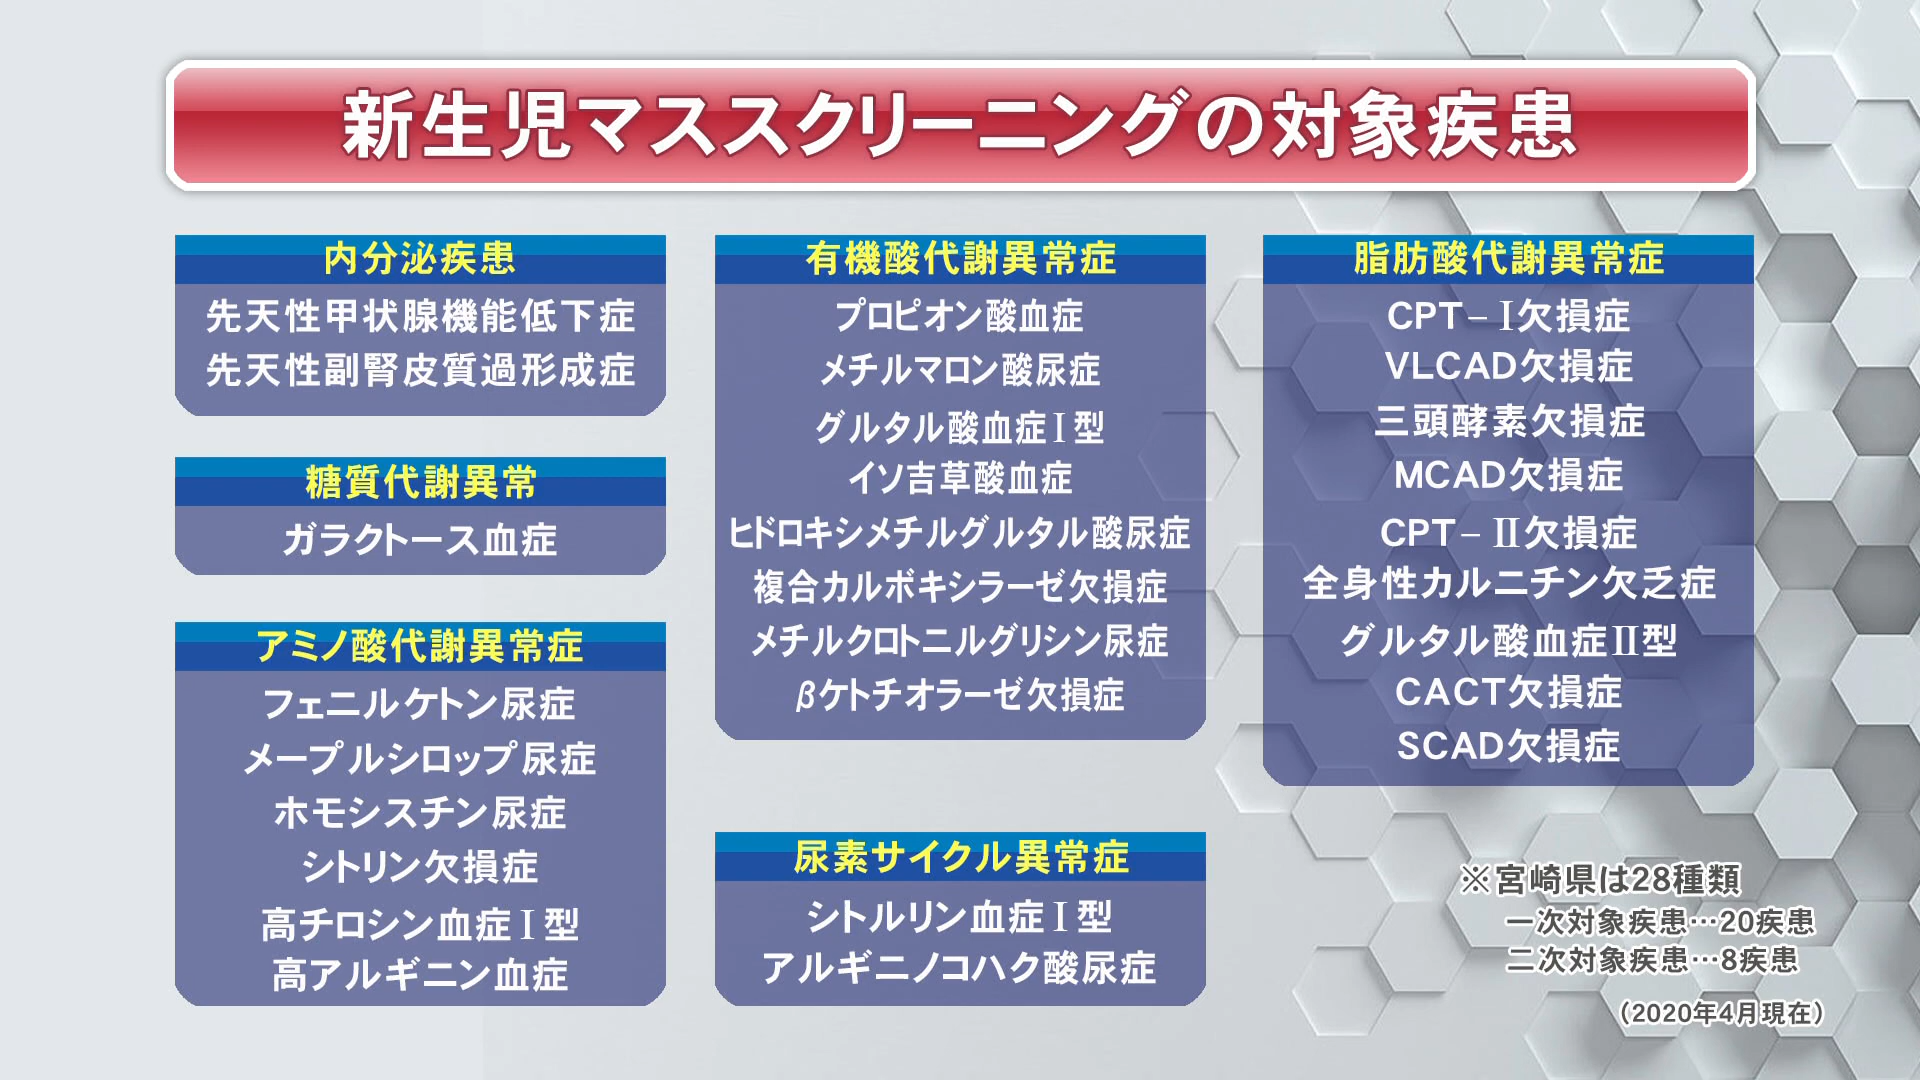 新生児マススクリーニングの対象疾患
内分泌疾患
先天性甲状腺機能低下症
先天性副腎皮質過形成症
糖質代謝異常
ガラクトース血症
アミノ酸代謝異常症
フェニルケトン尿症
メープルシロップ尿症
ホモシスチン尿症
シトリン欠損症
高チロシン血症Ⅰ型
高アルギニン血症
有機酸代謝異常症
プロピオン酸血症
メチルマロン酸尿症
グルタル酸血症Ⅰ型
イソ吉草酸血症
ヒドロキシメチルグルタル酸尿症
複合カルボキシラーゼ欠損症
メチルクロトニルグリシン尿症
βケトチオラーゼ欠損症
尿素サイクル異常症
シトルリン血症Ⅰ型
アルギニノコハク酸尿症
脂肪酸代謝異常症
CPT−Ⅰ欠損症
VLCAD欠損症
三頭酵素欠損症
MCAD欠損症
CPT−Ⅱ欠損症
全身性カルニチン欠乏症
グルタル酸血症Ⅱ型
CACT欠損症
SCAD欠損症
※宮崎県は28種類
一次対象疾患…20疾患
二次対象疾患…8疾患
（2020年4月現在）